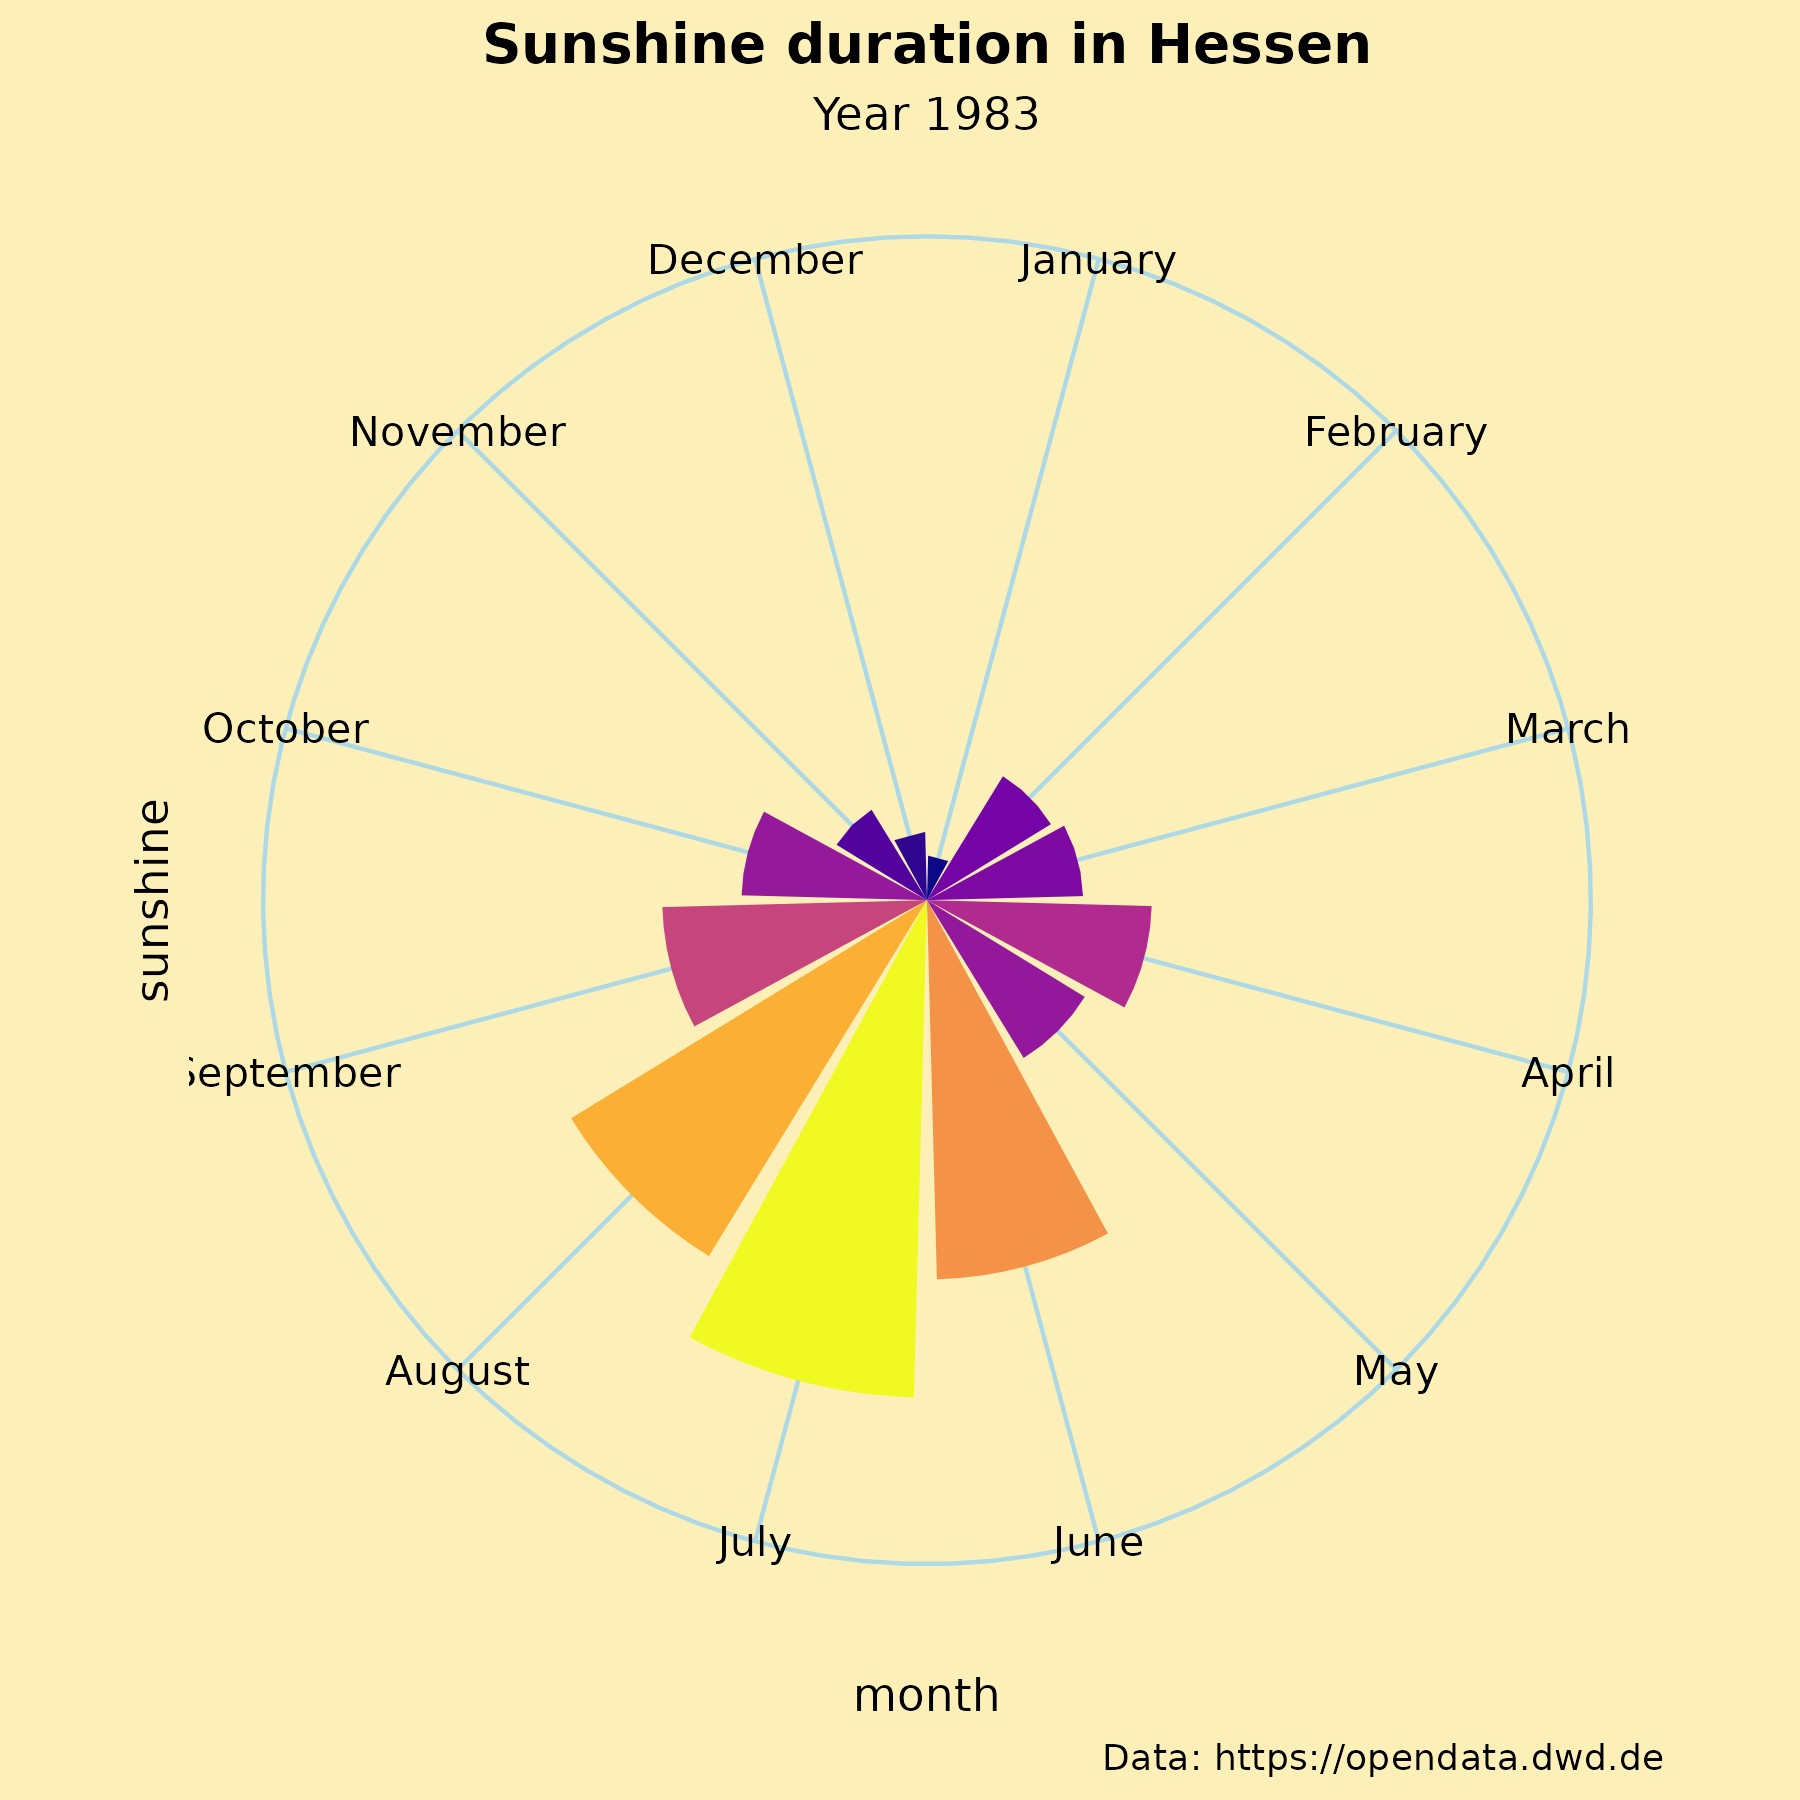 Sunshine duration in Hessen
Year 1983
December
January
November
February
October
March
sunshine
September
April
August
May
July
June
month
Data: https://opendata.dwd.de